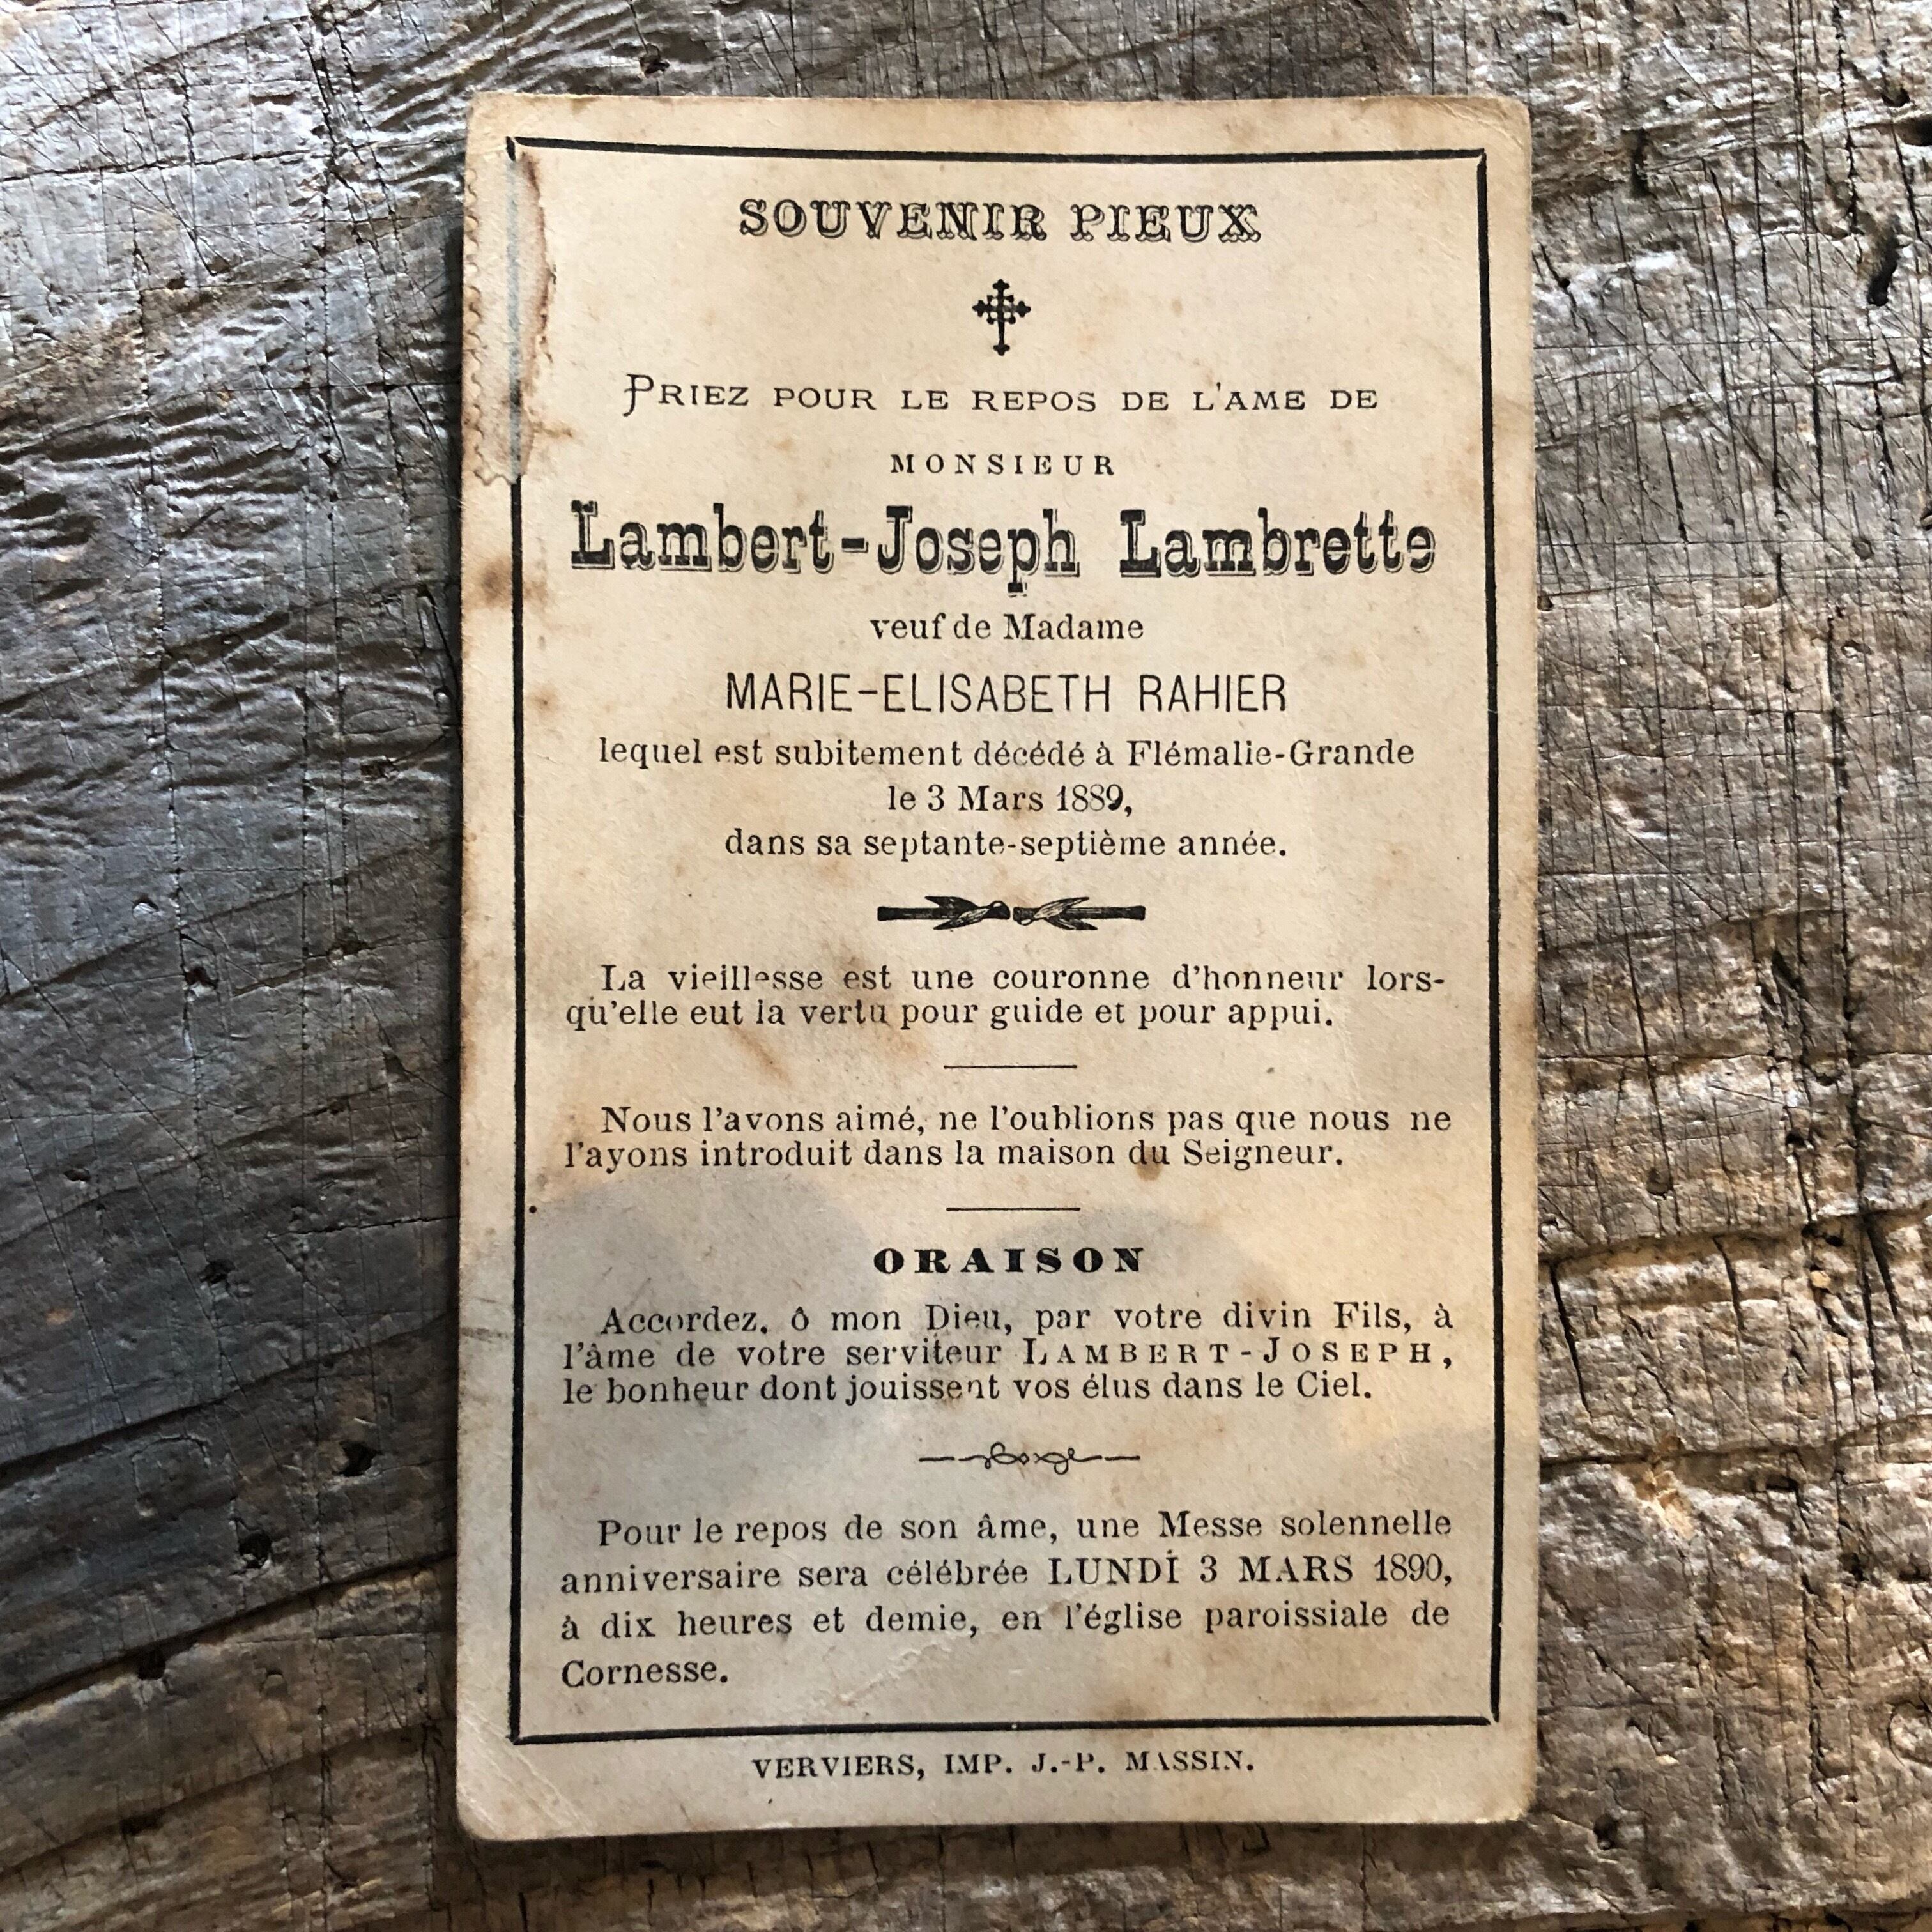 SOUVENIR PIEUX
PRIEZ POUR LE REPOS DE L'AME DE
MONSIEUR
Lambert-Joseph Lambrette
veuf de Madame
MARIE-ELISABETH RAHIER
lequel est subitement décédé à Flémalle-Grande
le 3 Mars 1889,
dans sa septante-septième année.
La vieillesse est une couronne d'honneur lors-
qu'elle eut la vertu pour guide et pour appui.
Nous l'avons aimé, ne l'oublions pas que nous ne
l'ayons introduit dans la maison du Seigneur.
ORAISON
Accordez, ô mon Dieu, par votre divin Fils, à
l'âme de votre serviteur LAMBERT-JOSEPH,
le bonheur dont jouissent vos élus dans le Ciel.
Pour le repos de son âme, une Messe solennelle
anniversaire sera célébrée LUNDI 3 MARS 1890,
à dix heures et demie, en l'église paroissiale de
Cornesse.
VERVIERS, IMP. J.-P. MASSIN.